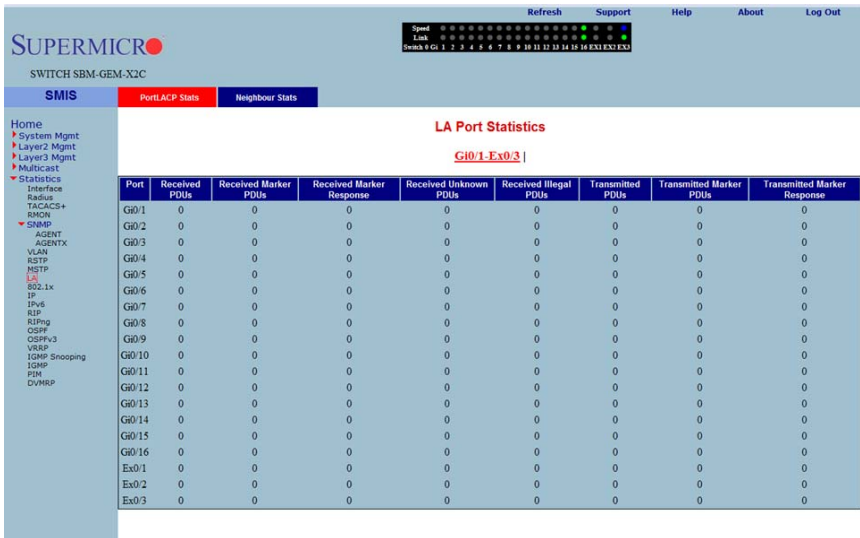 Refresh Support Help About Log Out
Speed
Link
Switch 0 Gi 1 2 3 4 5 6 7 8 9 10 11 12 13 14 15 16 EX1 EX2 EX3
SUPERMICR
SWITCH SBM-GEM-X2C
SMIS
PortLACP Stats
Neighbour Stats
Home
System Mgmt
Layer2 Mgmt
Layer3 Mgmt
Multicast
Statistics
Interface
Radius
TACACS+
RMON
SNMP
AGENT
AGENTX
VLAN
RSTP
MSTP
LA
802.1x
IP
IPv6
RIP
RIPng
OSPF
OSPFv3
VRRP
IGMP Snooping
IGMP
PIM
DVMRP
LA Port Statistics
Gi0/1-Ex0/3 |
Port Received PDUs Received Marker PDUs Received Marker Response Received Unknown PDUs Received Illegal PDUs Transmitted PDUs Transmitted Marker PDUs Transmitted Marker Response
Gi0/1 0 0 0 0 0 0 0 0
Gi0/2 0 0 0 0 0 0 0 0
Gi0/3 0 0 0 0 0 0 0 0
Gi0/4 0 0 0 0 0 0 0 0
Gi0/5 0 0 0 0 0 0 0 0
Gi0/6 0 0 0 0 0 0 0 0
Gi0/7 0 0 0 0 0 0 0 0
Gi0/8 0 0 0 0 0 0 0 0
Gi0/9 0 0 0 0 0 0 0 0
Gi0/10 0 0 0 0 0 0 0 0
Gi0/11 0 0 0 0 0 0 0 0
Gi0/12 0 0 0 0 0 0 0 0
Gi0/13 0 0 0 0 0 0 0 0
Gi0/14 0 0 0 0 0 0 0 0
Gi0/15 0 0 0 0 0 0 0 0
Gi0/16 0 0 0 0 0 0 0 0
Ex0/1 0 0 0 0 0 0 0 0
Ex0/2 0 0 0 0 0 0 0 0
Ex0/3 0 0 0 0 0 0 0 0